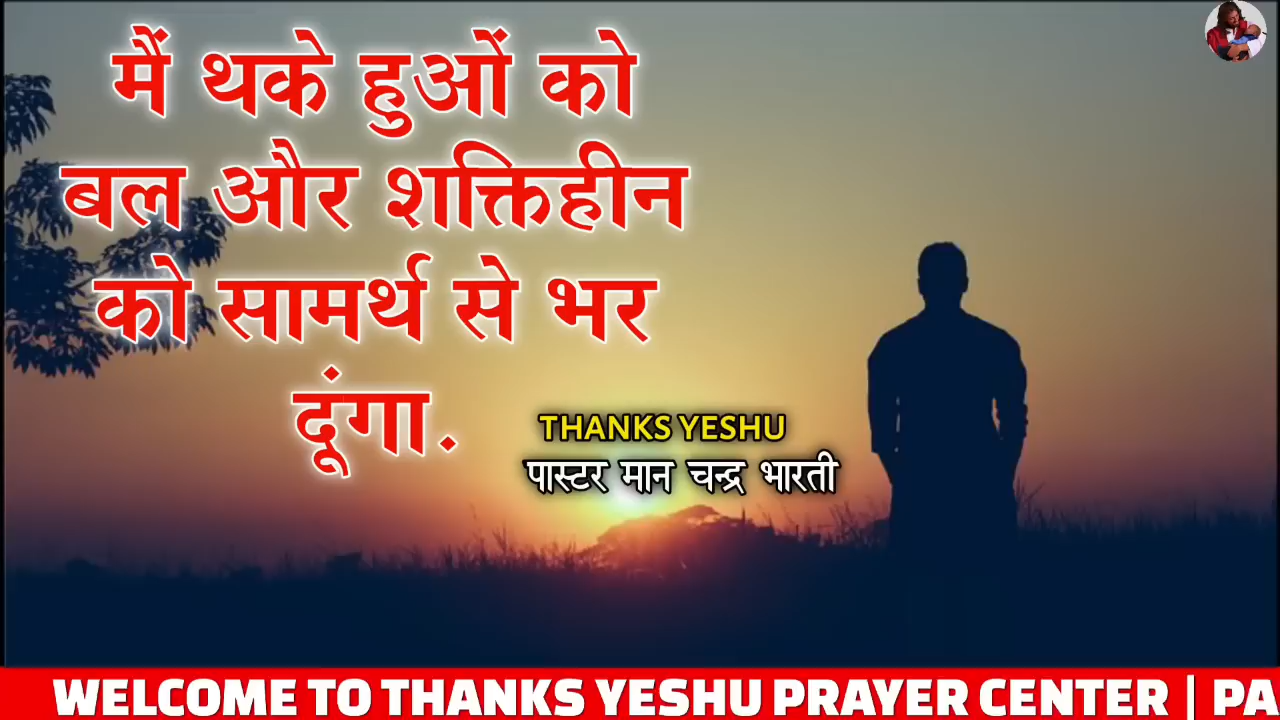 मैं थके हुओं को
बल और शक्तिहीन
को सामर्थ से भर
दूंगा.
THANKS YESHU
पास्टर मान चन्द्र भारती
WELCOME TO THANKS YESHU PRAYER CENTER | PA